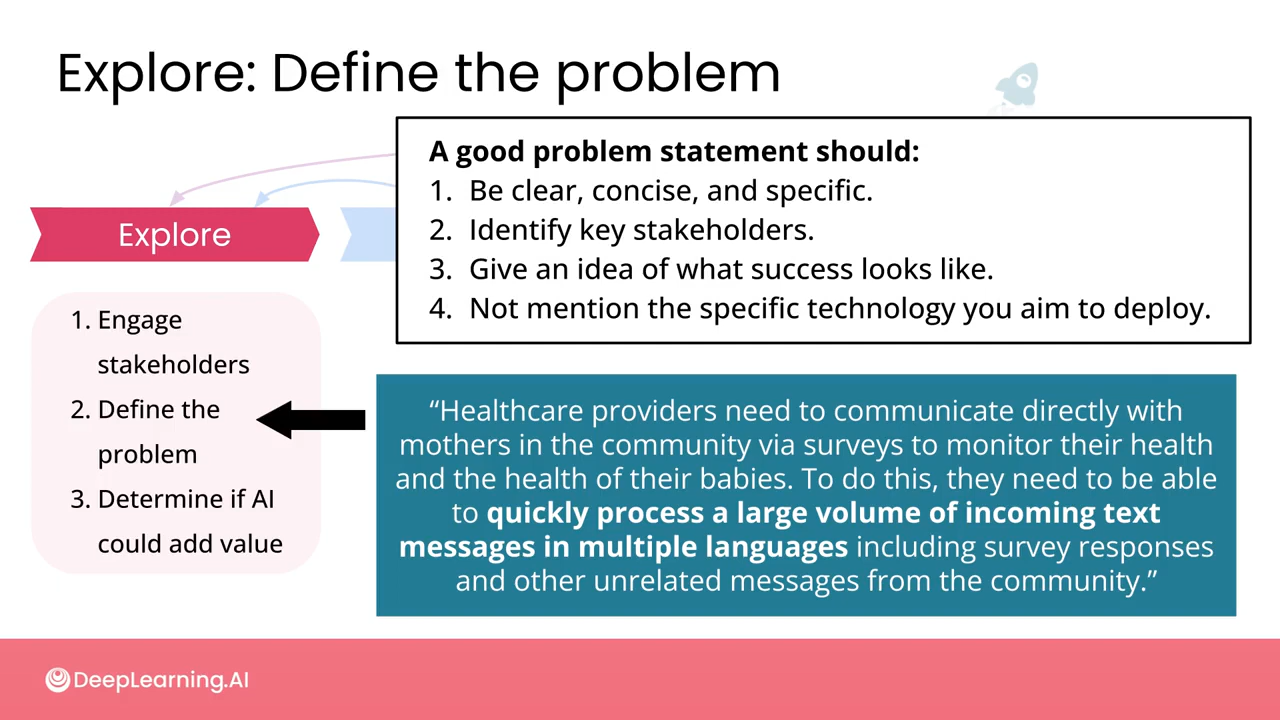 Explore: Define the problem
A good problem statement should:
1. Be clear, concise, and specific.
2. Identify key stakeholders.
3. Give an idea of what success looks like.
4. Not mention the specific technology you aim to deploy.
Explore
1. Engage
stakeholders
2. Define the
problem
3. Determine if AI
could add value
“Healthcare providers need to communicate directly with
mothers in the community via surveys to monitor their health
and the health of their babies. To do this, they need to be able
to quickly process a large volume of incoming text
messages in multiple languages including survey responses
and other unrelated messages from the community.”
DeepLearning.AI